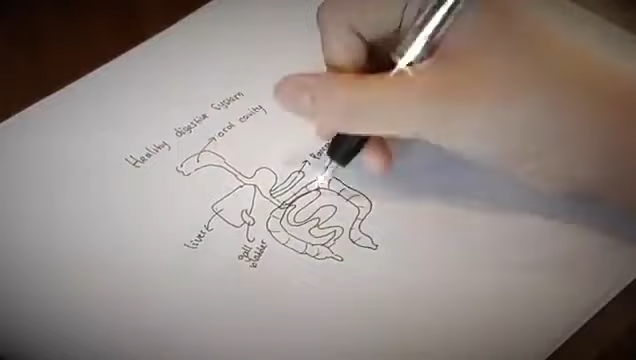 Healthy digestive System
oral cavity
liver
gall
bladder